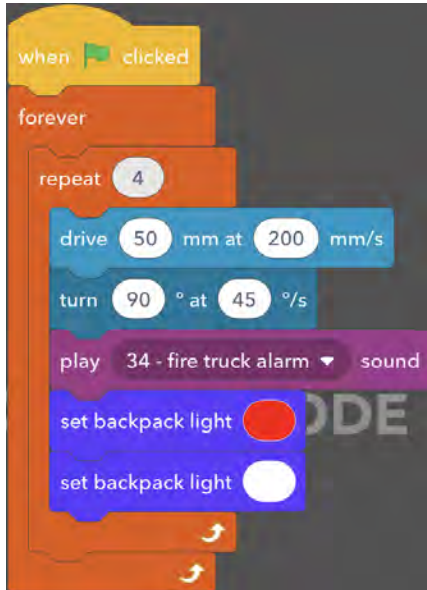 when clicked
forever
repeat 4
drive 50 mm at 200 mm/s
turn 90 ° at 45 °/s
play 34 - fire truck alarm sound
set backpack light
ODE
set backpack light